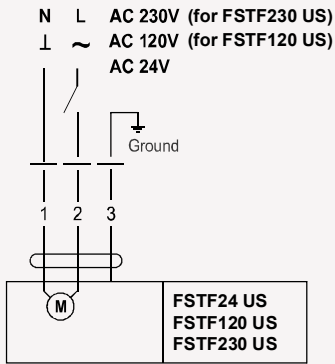 N L AC 230V (for FSTF230 US)
⊥ ~ AC 120V (for FSTF120 US)
AC 24V
Ground
1 2 3
M
FSTF24 US
FSTF120 US
FSTF230 US